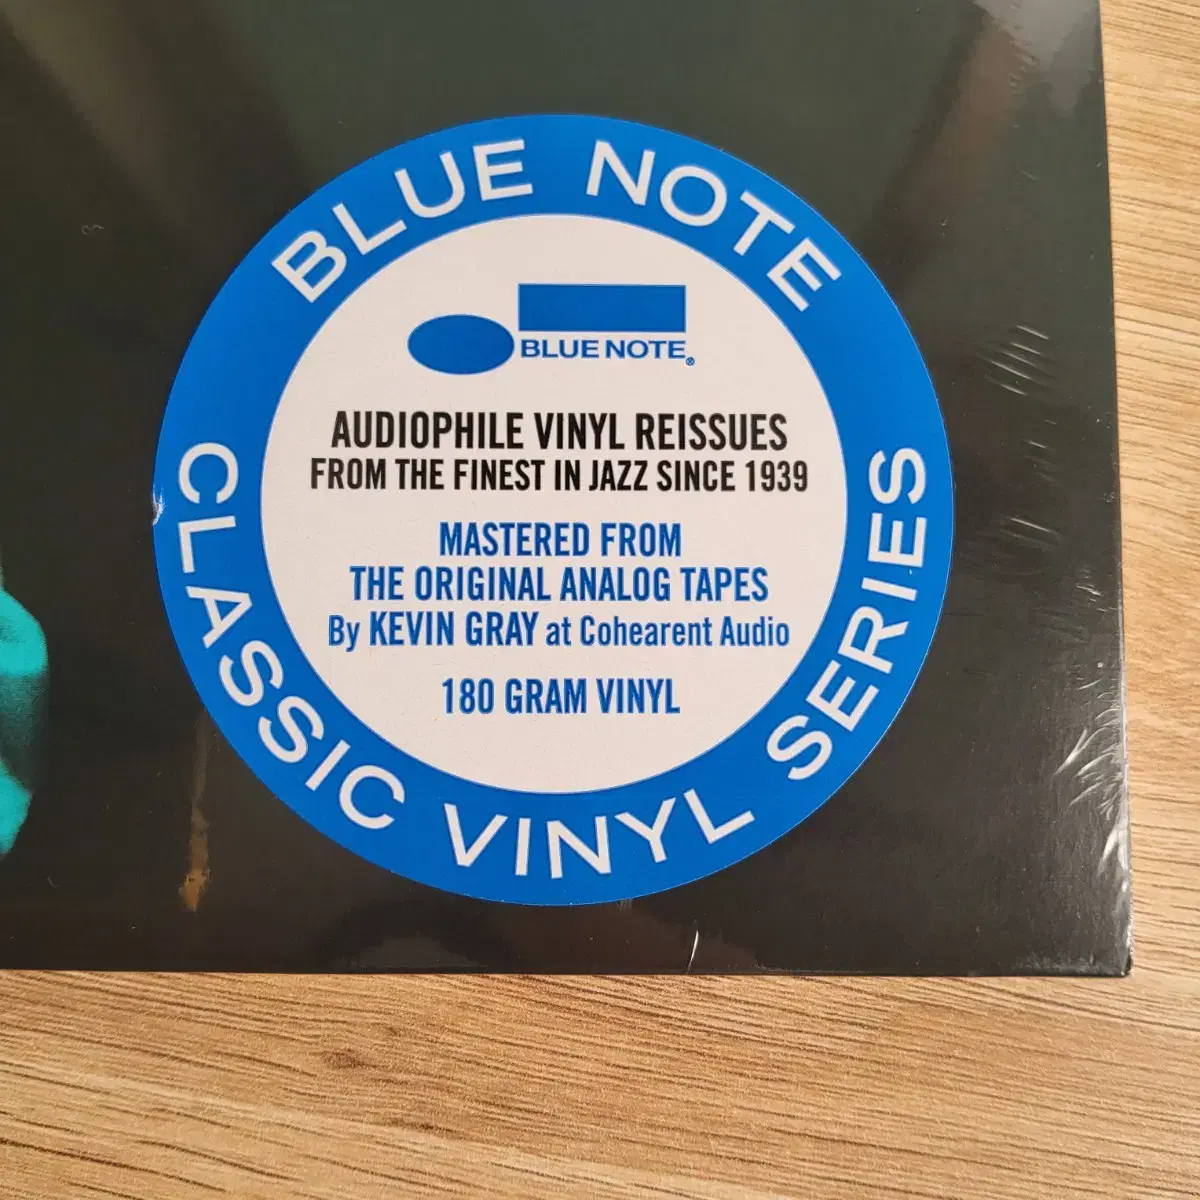 BLUE NOTE
BLUE NOTE®
AUDIOPHILE VINYL REISSUES
FROM THE FINEST IN JAZZ SINCE 1939
MASTERED FROM
THE ORIGINAL ANALOG TAPES
By KEVIN GRAY at Cohearent Audio
180 GRAM VINYL
CLASSIC VINYL SERIES